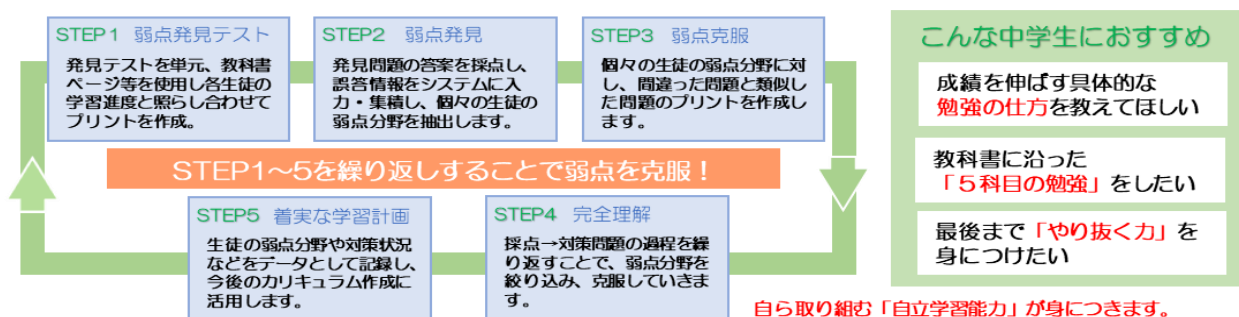 STEP1 弱点発見テスト
発見テストを単元、教科書
ページ等を使用し各生徒の
学習進度と照らし合わせて
プリントを作成。
STEP2 弱点発見
発見問題の答案を採点し、
誤答情報をシステムに入
力・集積し、個々の生徒の
弱点分野を抽出します。
STEP3 弱点克服
個々の生徒の弱点分野に対
し、間違った問題と類似し
た問題のプリントを作成し
ます。
STEP1〜5を繰り返しすることで弱点を克服！
STEP5 着実な学習計画
生徒の弱点分野や対策状況
などをデータとして記録し、
今後のカリキュラム作成に
活用します。
STEP4 完全理解
採点→対策問題の過程を繰
り返すことで、弱点分野を
絞り込み、克服していきま
す。
こんな中学生におすすめ
成績を伸ばす具体的な
勉強の仕方を教えてほしい
教科書に沿った
「５科目の勉強」をしたい
最後まで「やり抜く力」を
身につけたい
自ら取り組む「自立学習能力」が身につきます。